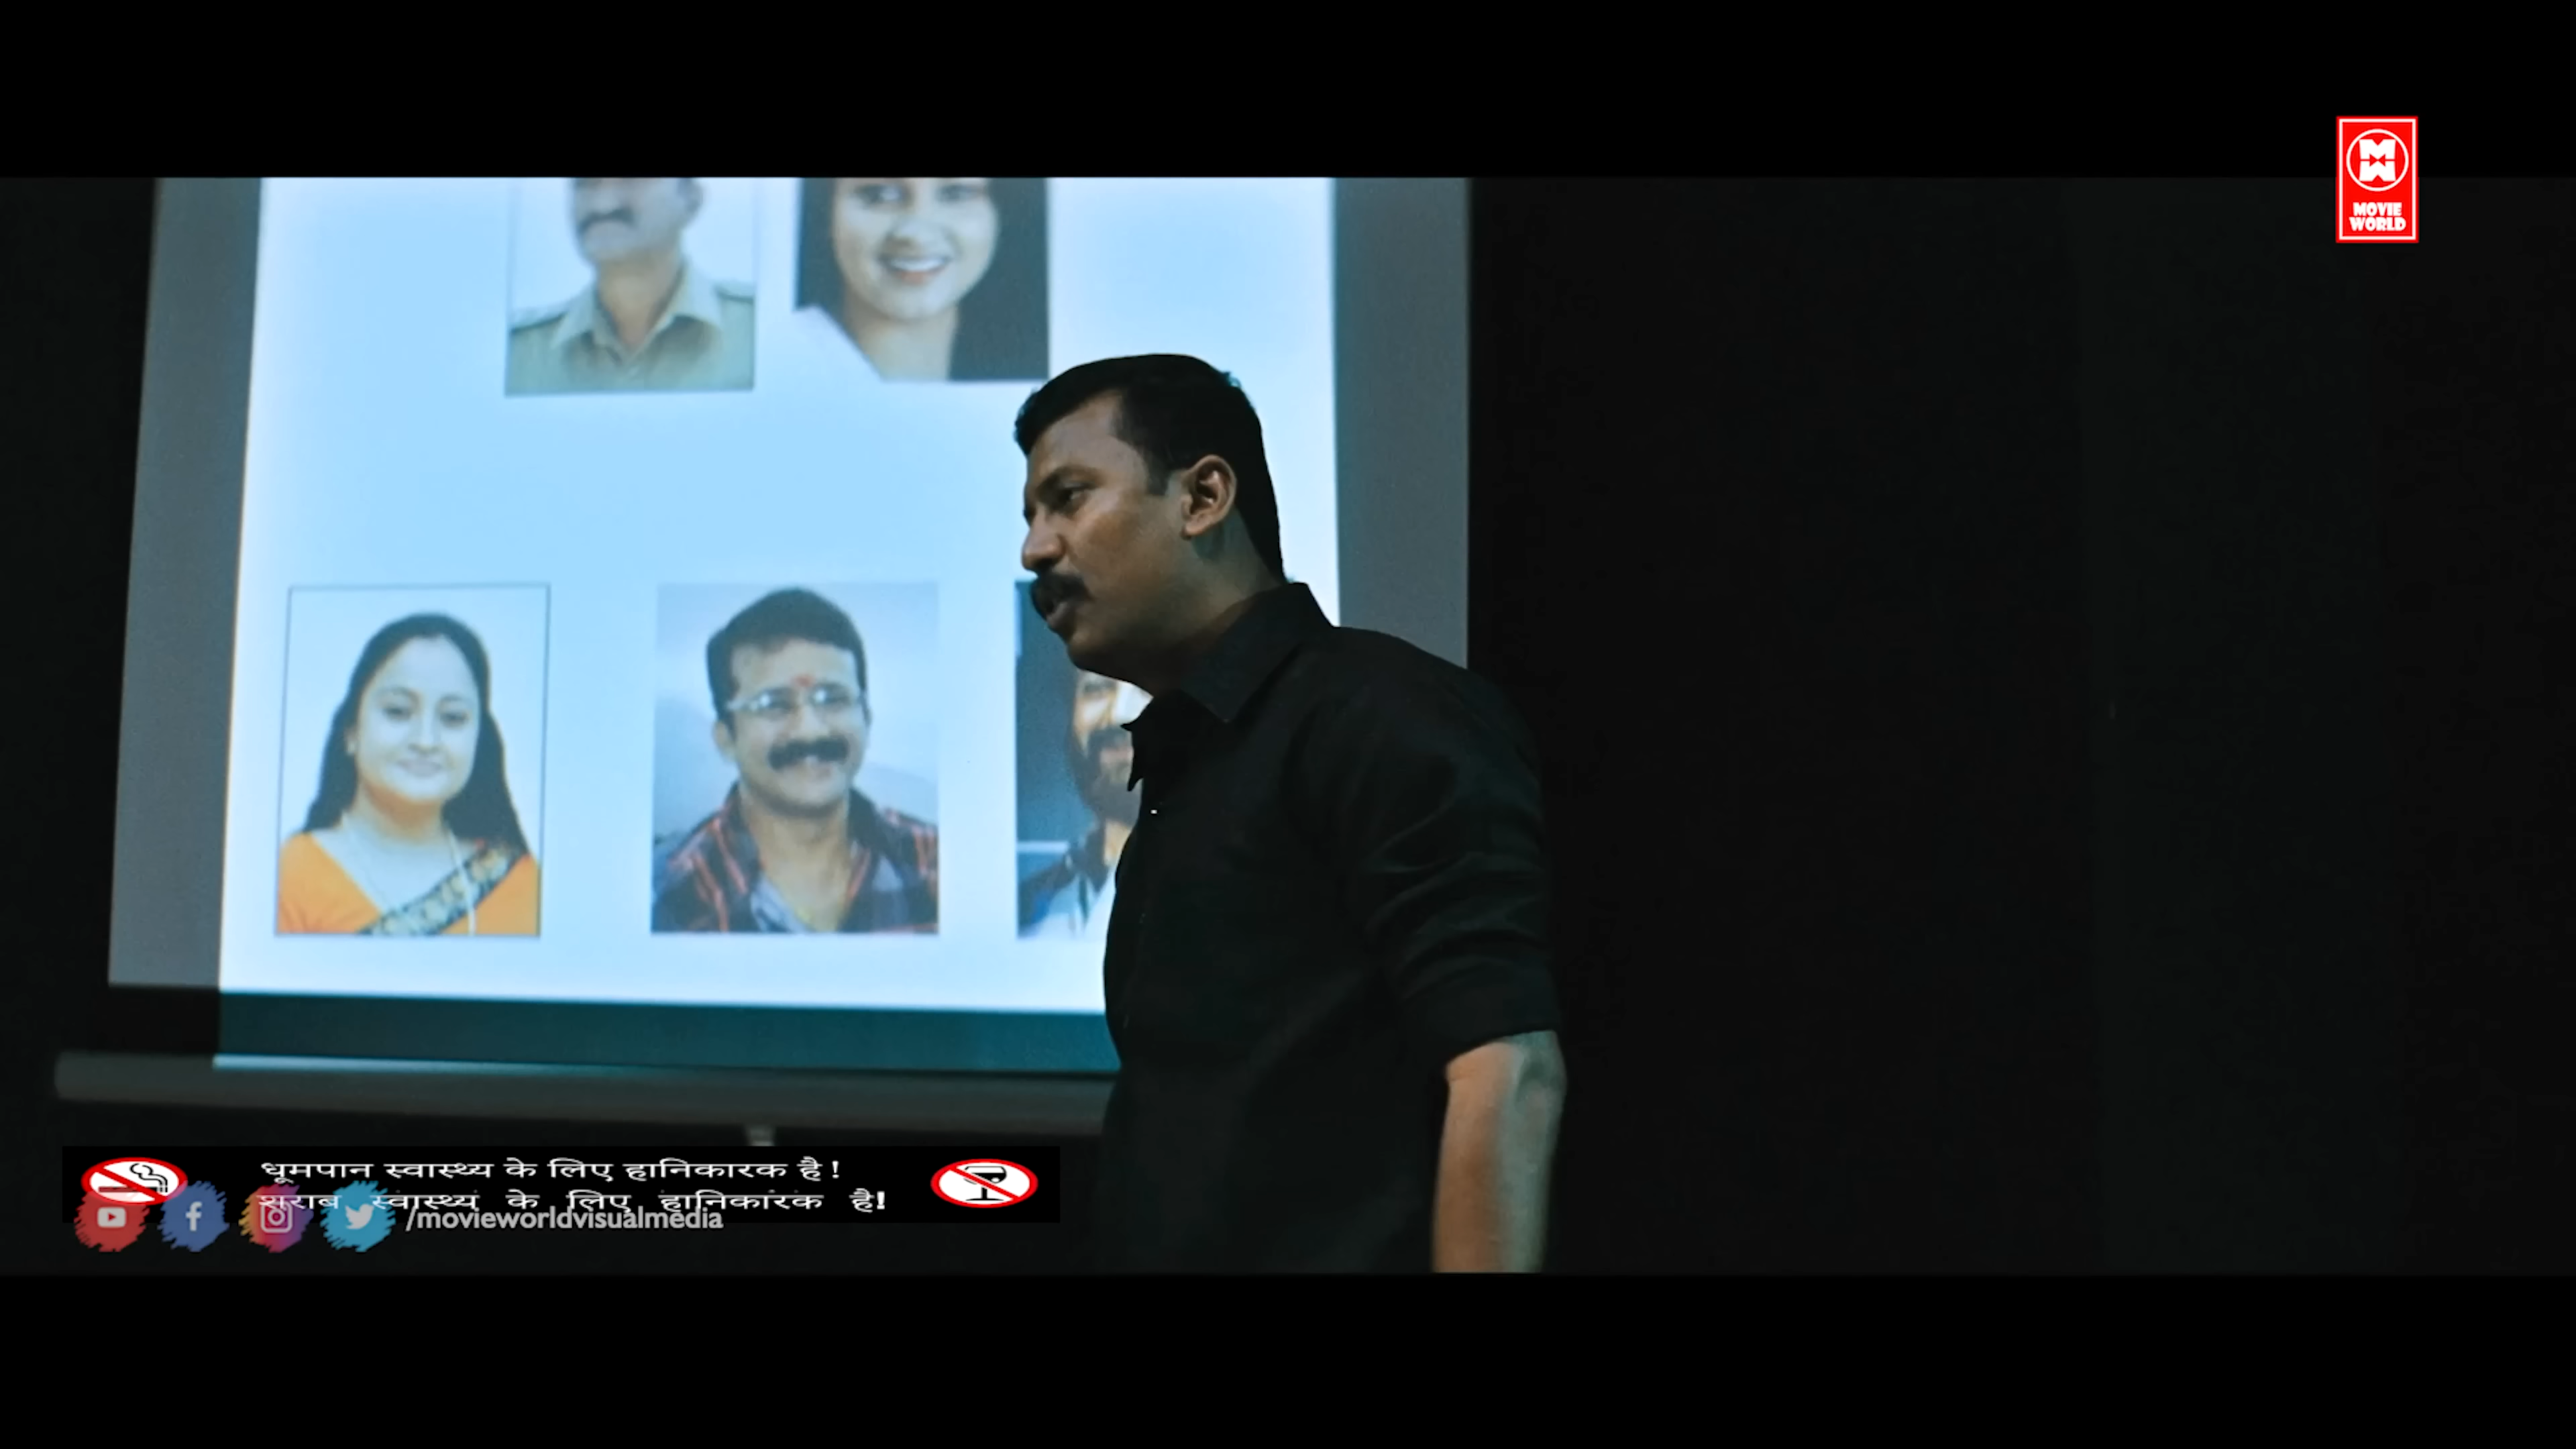 MOVIE
WORLD
धूमपान स्वास्थ्य के लिए हानिकारक है !
शराब स्वास्थ्य के लिए हानिकारक है!
/movieworldvisualmedia